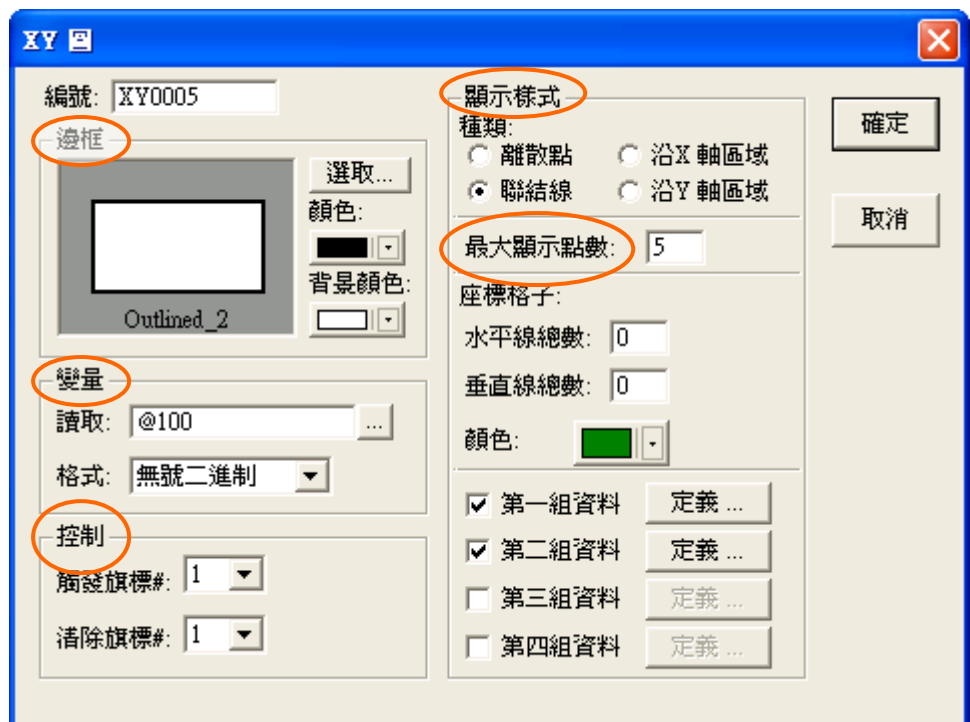 XY 圖
編號: XY0005
邊框
選取...
顏色:
背景顏色:
Outlined_2
變量
讀取: @100 ...
格式: 無號二進制
控制
觸發旗標#: 1
清除旗標#: 1
顯示樣式
種類:
離散點 沿X 軸區域
聯結線 沿Y 軸區域
最大顯示點數: 5
座標格子:
水平線總數: 0
垂直線總數: 0
顏色:
第一組資料 定義 ...
第二組資料 定義 ...
第三組資料 定義 ...
第四組資料 定義 ...
確定
取消